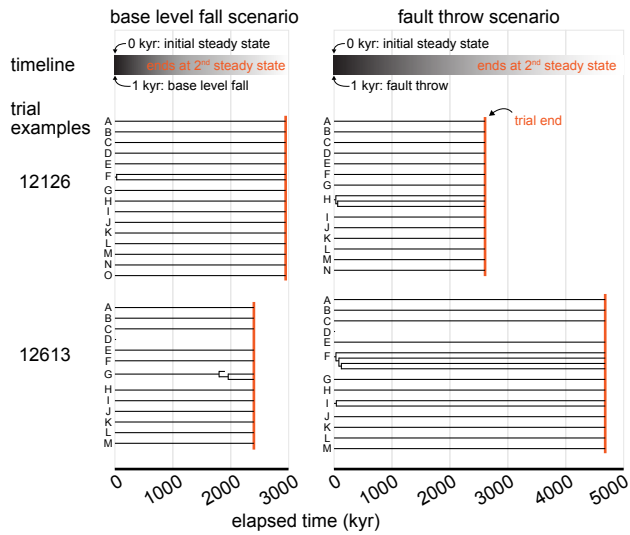 base level fall scenario
fault throw scenario
0 kyr: initial steady state
0 kyr: initial steady state
timeline
ends at 2nd steady state
ends at 2nd steady state
1 kyr: base level fall
1 kyr: fault throw
trial
examples
trial end
12126
A
B
C
D
E
F
G
H
I
J
K
L
M
N
O
A
B
C
D
E
F
G
H
I
J
K
L
M
N
12613
A
B
C
D
E
F
G
H
I
J
K
L
M
A
B
C
D
E
F
G
H
I
J
K
L
M
0 1000 2000 3000
0 1000 2000 3000 4000 5000
elapsed time (kyr)